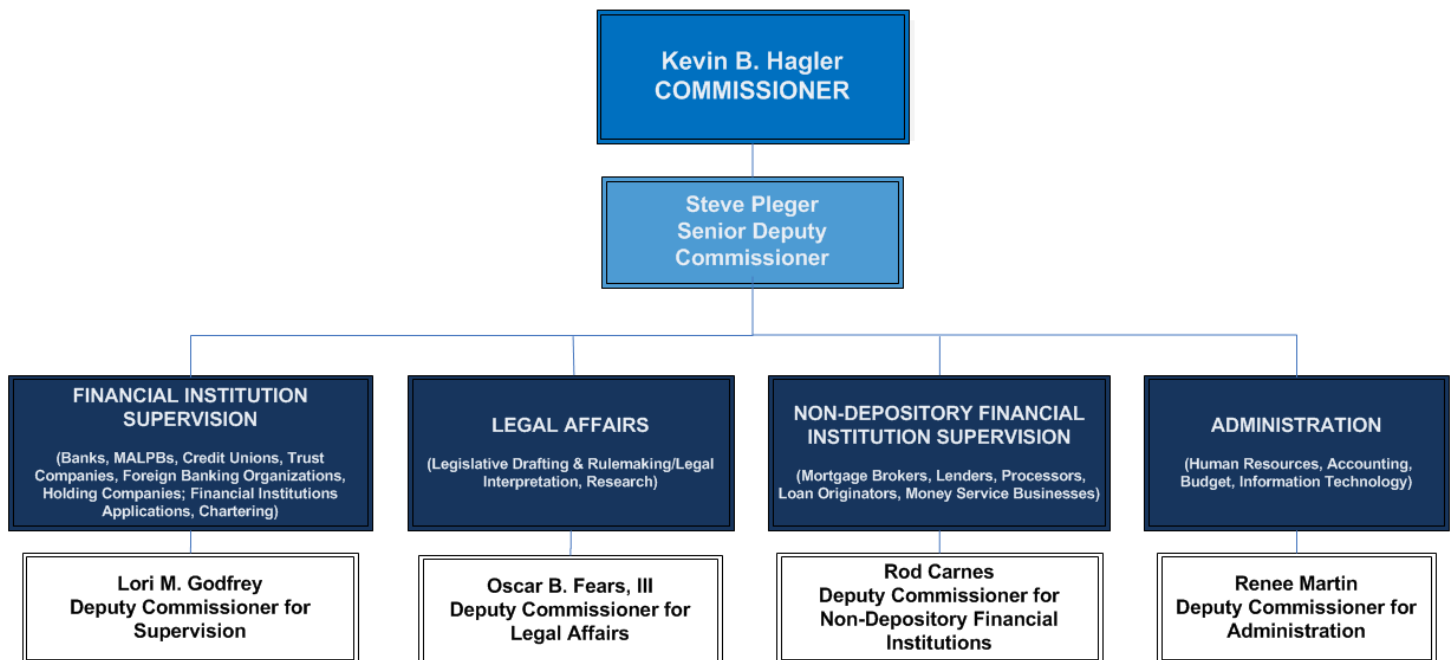 Kevin B. Hagler
COMMISSIONER
Steve Pleger
Senior Deputy
Commissioner
FINANCIAL INSTITUTION
SUPERVISION
(Banks, MALPBs, Credit Unions, Trust
Companies, Foreign Banking Organizations,
Holding Companies; Financial Institutions
Applications, Chartering)
LEGAL AFFAIRS
(Legislative Drafting & Rulemaking/Legal
Interpretation, Research)
NON-DEPOSITORY FINANCIAL
INSTITUTION SUPERVISION
(Mortgage Brokers, Lenders, Processors,
Loan Originators, Money Service Businesses)
ADMINISTRATION
(Human Resources, Accounting,
Budget, Information Technology)
Lori M. Godfrey
Deputy Commissioner for
Supervision
Oscar B. Fears, III
Deputy Commissioner for
Legal Affairs
Rod Carnes
Deputy Commissioner for
Non-Depository Financial
Institutions
Renee Martin
Deputy Commissioner for
Administration